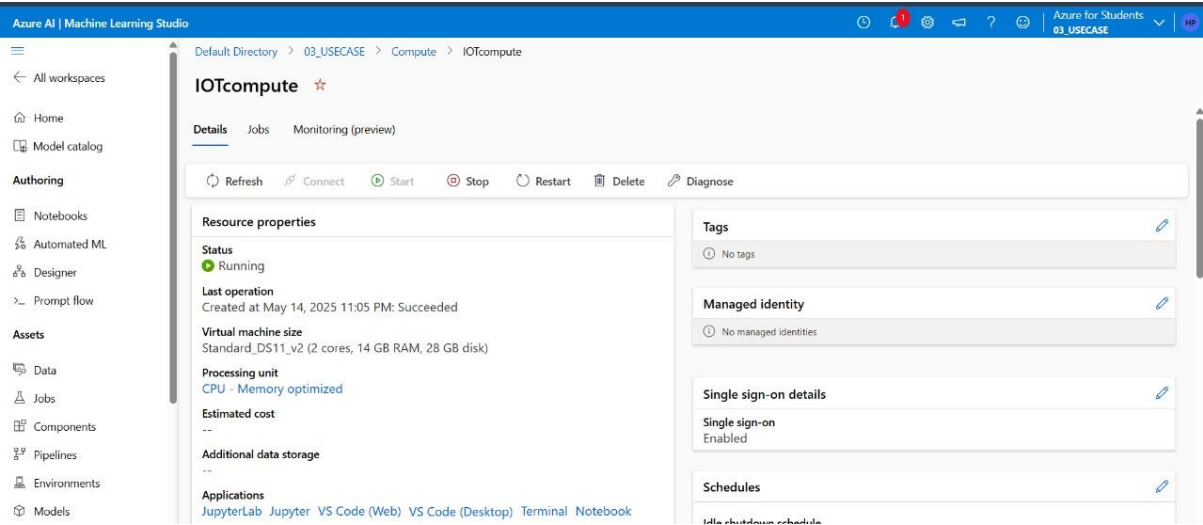 Azure AI | Machine Learning Studio
1
?
Azure for Students
03_USECASE
HP
All workspaces
Home
Model catalog
Authoring
Notebooks
Automated ML
Designer
Prompt flow
Assets
Data
Jobs
Components
Pipelines
Environments
Models
Default Directory > 03_USECASE > Compute > IOTcompute
IOTcompute
Details Jobs Monitoring (preview)
Refresh Connect Start Stop Restart Delete Diagnose
Resource properties
Status
Running
Last operation
Created at May 14, 2025 11:05 PM: Succeeded
Virtual machine size
Standard_DS11_v2 (2 cores, 14 GB RAM, 28 GB disk)
Processing unit
CPU - Memory optimized
Estimated cost
--
Additional data storage
--
Applications
JupyterLab Jupyter VS Code (Web) VS Code (Desktop) Terminal Notebook
Tags
No tags
Managed identity
No managed identities
Single sign-on details
Single sign-on
Enabled
Schedules
Idle shutdown schedule